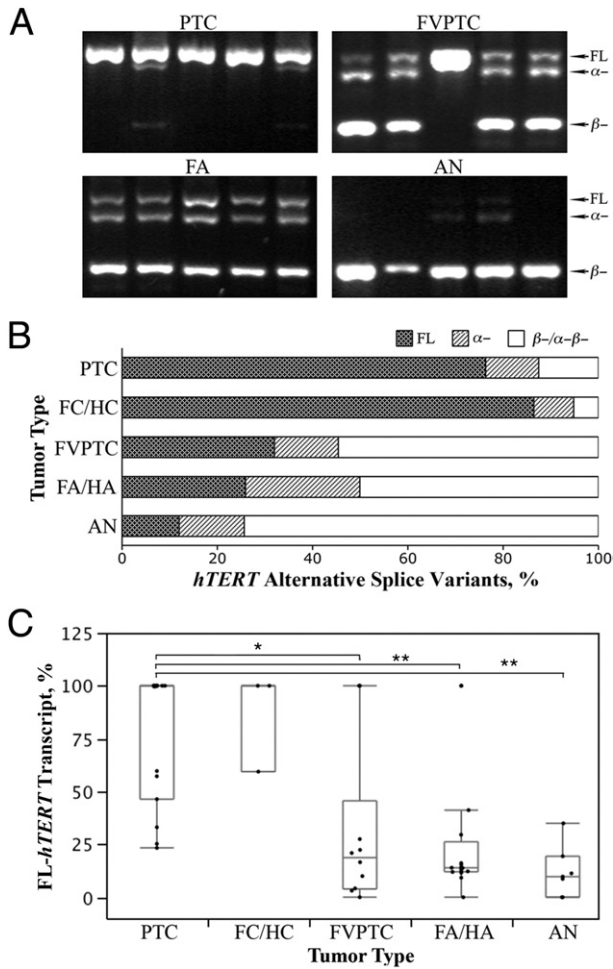 A
PTC
FVPTC
FL
α–
β–
FA
AN
FL
α–
β–
B
FL
α–
β–/α–β–
Tumor Type
PTC
FC/HC
FVPTC
FA/HA
AN
0 20 40 60 80 100
hTERT Alternative Splice Variants, %
C
FL-hTERT Transcript, %
125
100
75
50
25
0
*
**
**
PTC FC/HC FVPTC FA/HA AN
Tumor Type